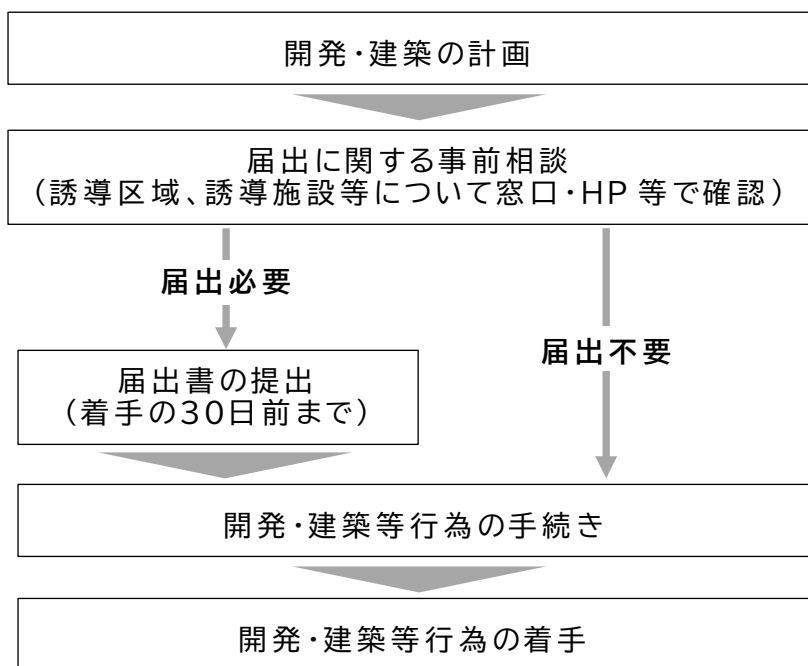 開発・建築の計画
届出に関する事前相談
（誘導区域、誘導施設等について窓口・HP 等で確認）
届出必要
届出不要
届出書の提出
（着手の30日前まで）
開発・建築等行為の手続き
開発・建築等行為の着手